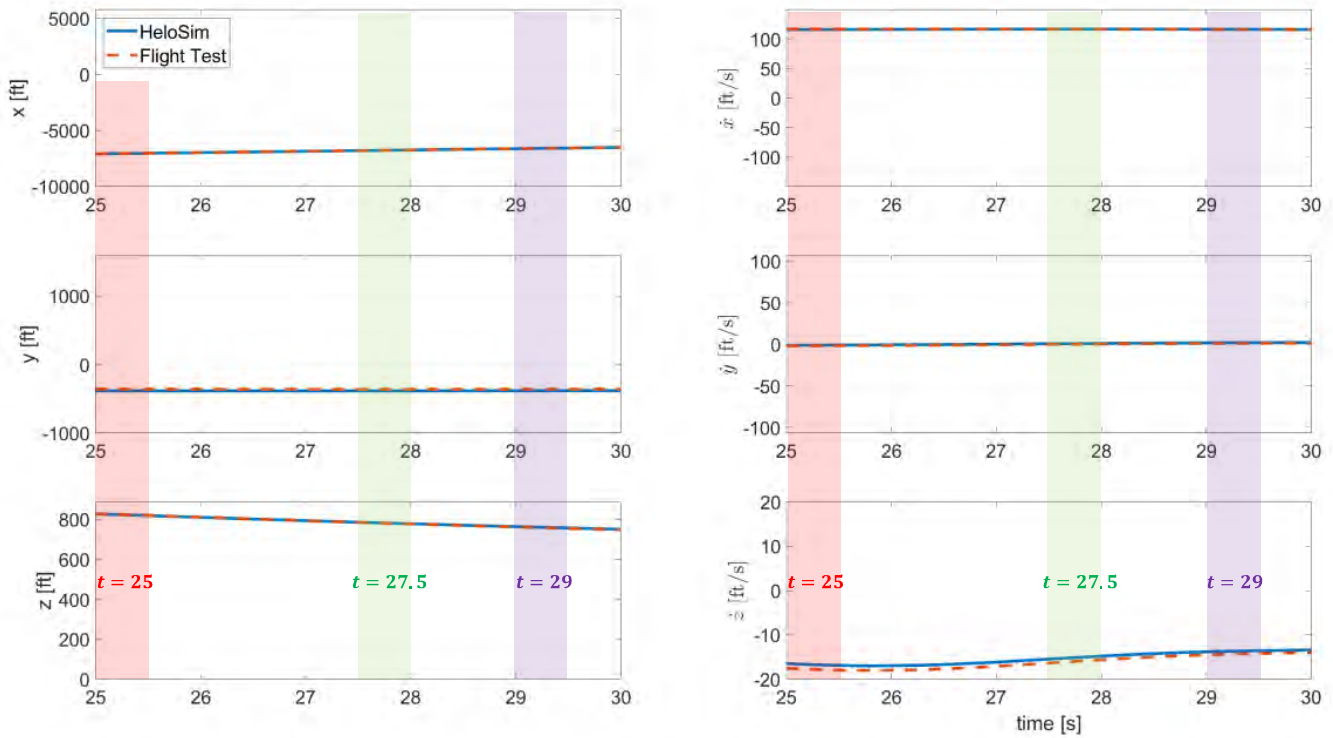 5000
0
-5000
-10000
x [ft]
HeloSim
Flight Test
25 26 27 28 29 30
100
50
0
-50
-100
ẋ [ft/s]
25 26 27 28 29 30
1000
0
-1000
y [ft]
25 26 27 28 29 30
100
50
0
-50
-100
ẏ [ft/s]
25 26 27 28 29 30
800
600
400
200
0
z [ft]
t = 25 t = 27.5 t = 29
25 26 27 28 29 30
20
10
0
-10
-20
ż [ft/s]
t = 25 t = 27.5 t = 29
25 26 27 28 29 30
time [s]